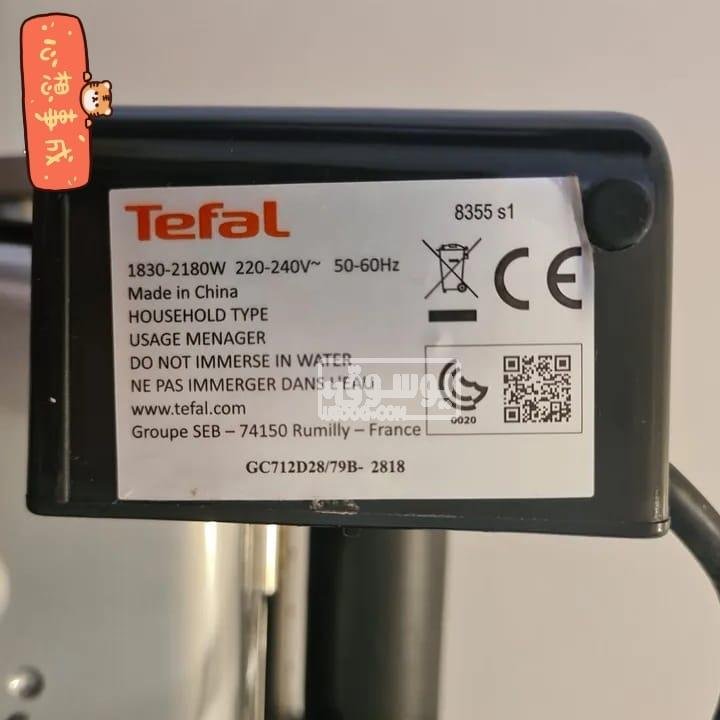 心想事成
Tefal
8355 s1
1830-2180W 220-240V~ 50-60Hz
Made in China
HOUSEHOLD TYPE
USAGE MENAGER
DO NOT IMMERSE IN WATER
NE PAS IMMERGER DANS L'EAU
www.tefal.com
Groupe SEB – 74150 Rumilly – France
CE
0020
GC712D28/79B- 2818